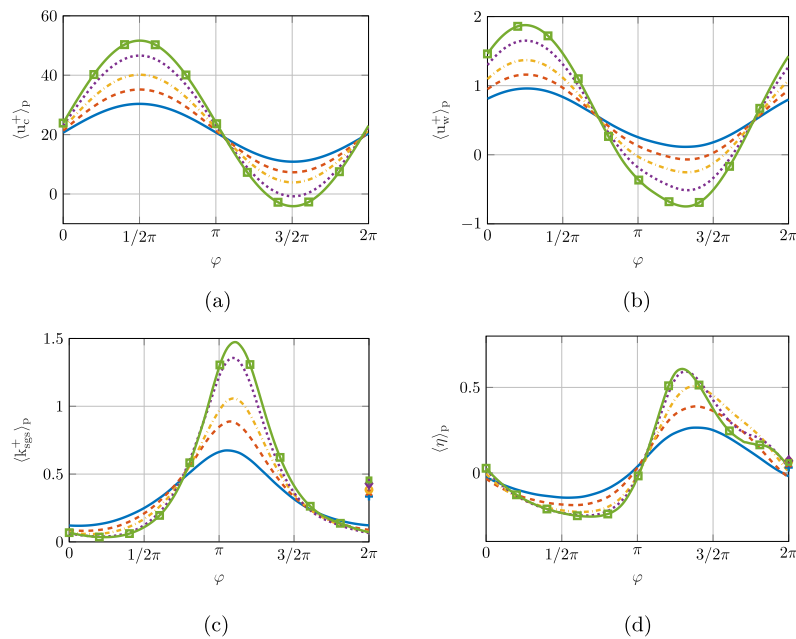 60
40
20
0
⟨u_c^+⟩_p
0
1/2π
π
3/2π
2π
φ
(a)
2
1
0
−1
⟨u_w^+⟩_p
0
1/2π
π
3/2π
2π
φ
(b)
1.5
1
0.5
0
⟨k_sgs^+⟩_p
0
1/2π
π
3/2π
2π
φ
(c)
0.5
0
⟨η⟩_p
0
1/2π
π
3/2π
2π
φ
(d)